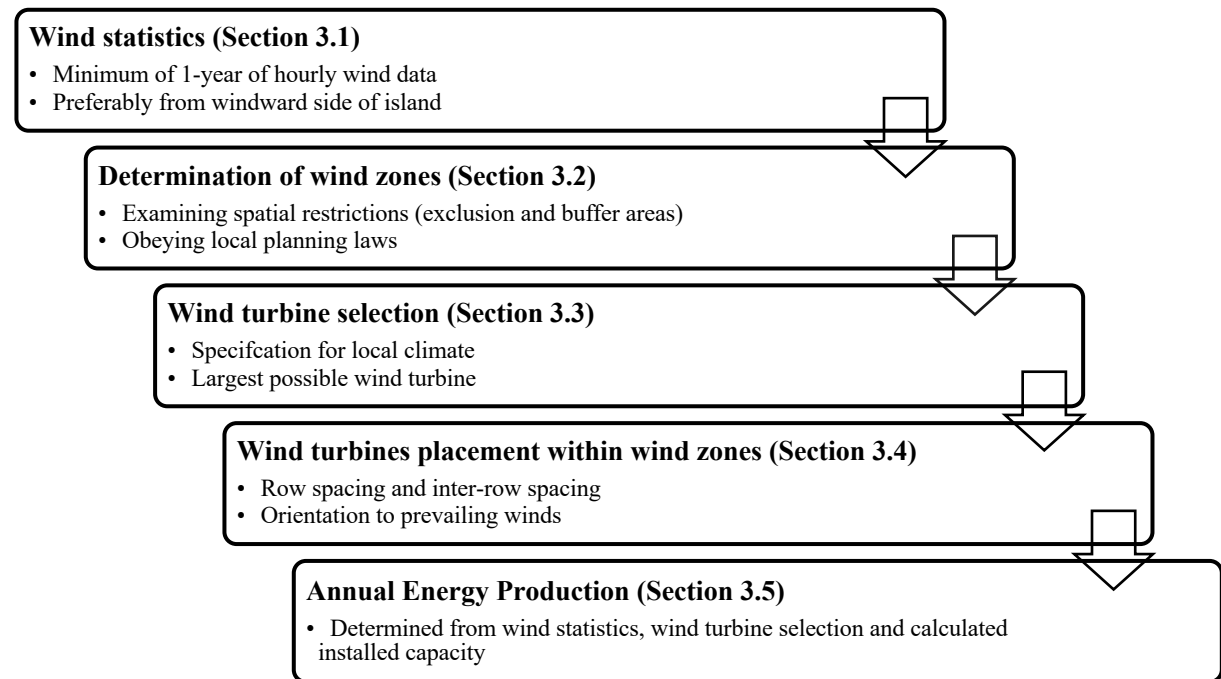 Wind statistics (Section 3.1)
• Minimum of 1-year of hourly wind data
• Preferably from windward side of island
Determination of wind zones (Section 3.2)
• Examining spatial restrictions (exclusion and buffer areas)
• Obeying local planning laws
Wind turbine selection (Section 3.3)
• Specifcation for local climate
• Largest possible wind turbine
Wind turbines placement within wind zones (Section 3.4)
• Row spacing and inter-row spacing
• Orientation to prevailing winds
Annual Energy Production (Section 3.5)
• Determined from wind statistics, wind turbine selection and calculated
installed capacity